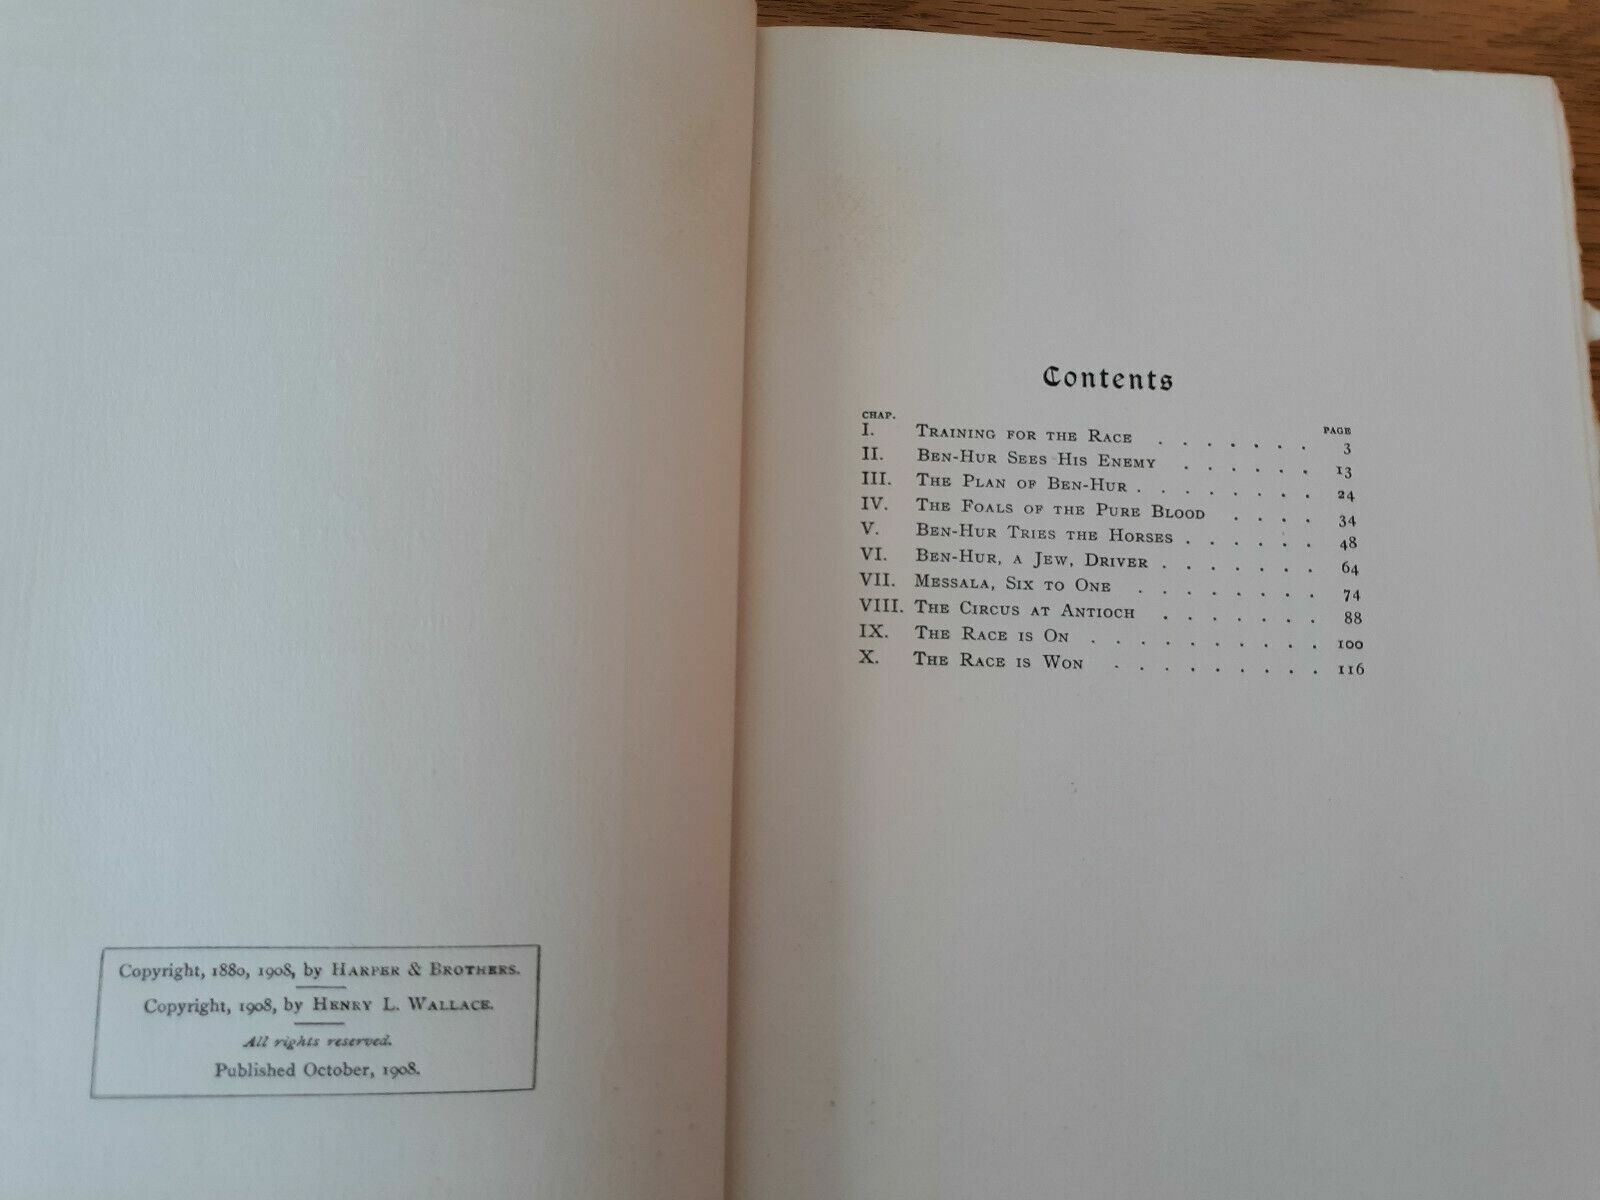 Copyright, 1880, 1908, by HARPER & BROTHERS.
Copyright, 1908, by HENRY L. WALLACE.
All rights reserved.
Published October, 1908.
Contents
CHAP. PAGE
I. TRAINING FOR THE RACE . . . . . . . 3
II. BEN-HUR SEES HIS ENEMY . . . . . . 13
III. THE PLAN OF BEN-HUR . . . . . . . . 24
IV. THE FOALS OF THE PURE BLOOD . . . . 34
V. BEN-HUR TRIES THE HORSES . . . . . . 48
VI. BEN-HUR, A JEW, DRIVER . . . . . . . 64
VII. MESSALA, SIX TO ONE . . . . . . . . 74
VIII. THE CIRCUS AT ANTIOCH . . . . . . . 88
IX. THE RACE IS ON . . . . . . . . . . 100
X. THE RACE IS WON . . . . . . . . . 116